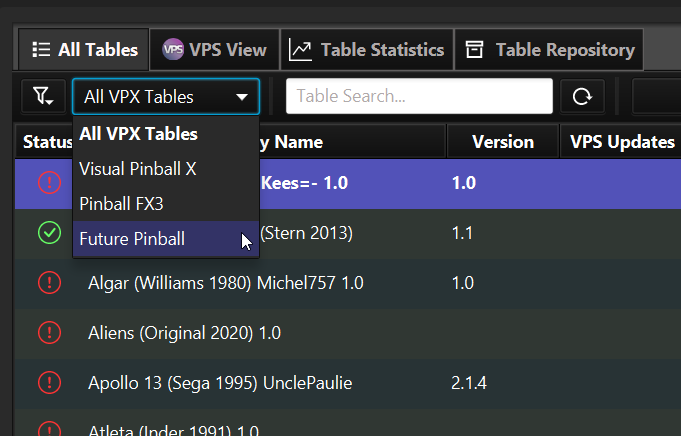 All Tables
VPS VPS View
Table Statistics
Table Repository
All VPX Tables
Table Search...
Status
y Name
Version
VPS Updates
All VPX Tables
Visual Pinball X
Pinball FX3
Future Pinball
Kees=- 1.0
1.0
(Stern 2013)
1.1
Algar (Williams 1980) Michel757 1.0
1.0
Aliens (Original 2020) 1.0
Apollo 13 (Sega 1995) UnclePaulie
2.1.4
Atleta (Inder 1991) 1.0